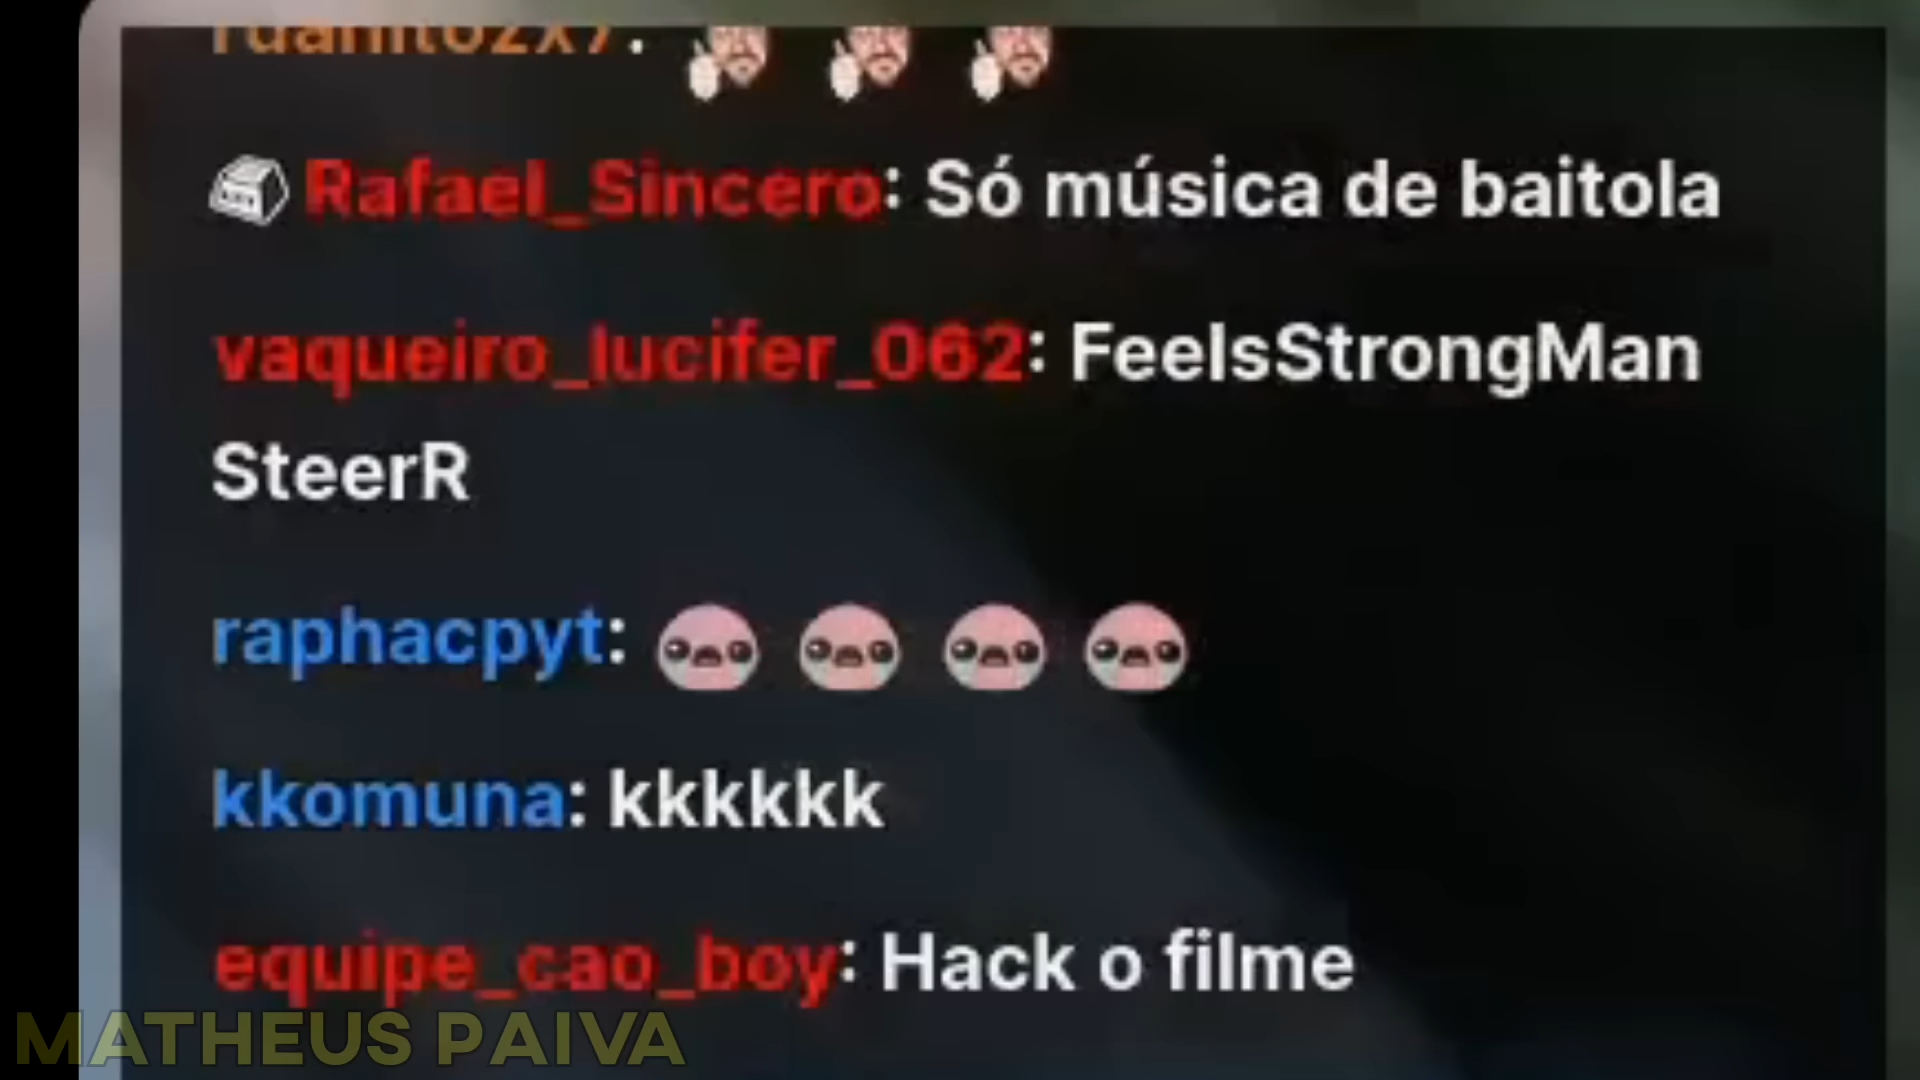 Rafael_Sincero: Só música de baitola
vaqueiro_lucifer_062: FeelsStrongMan
SteerR
raphacpyt:
kkomuna: kkkkkk
equipe_cao_boy: Hack o filme
MATHEUS PAIVA